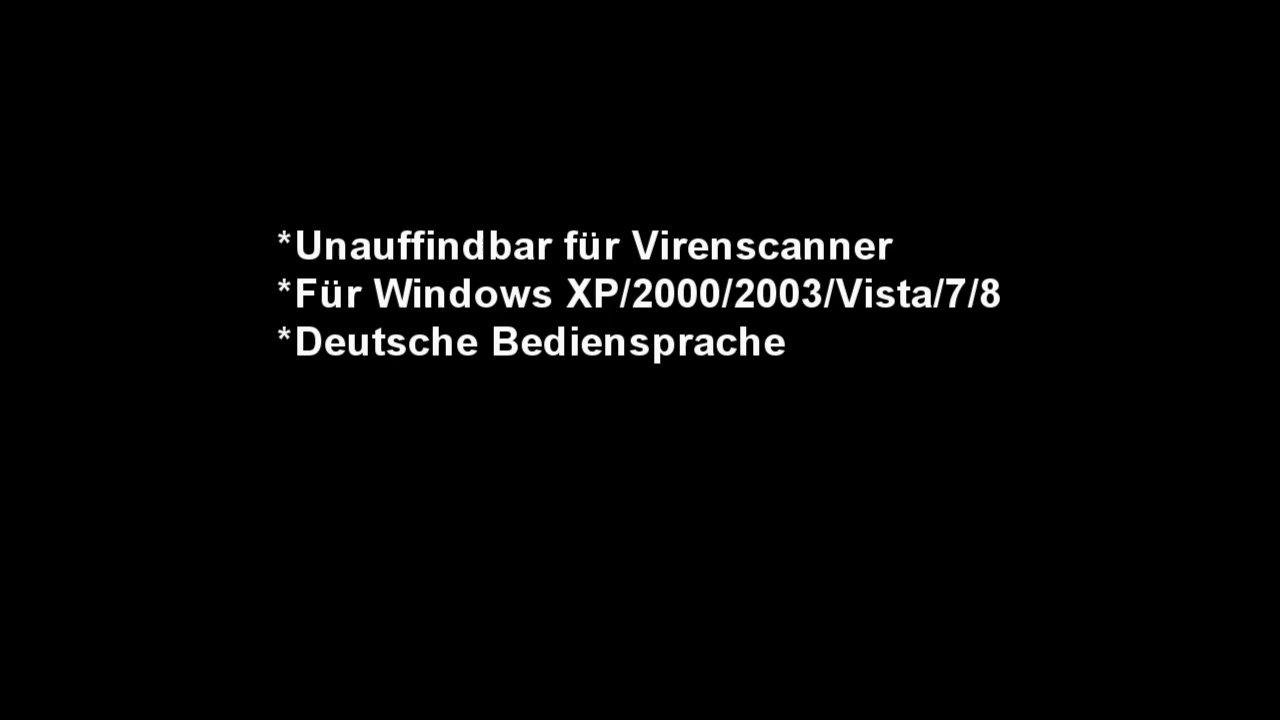 *Unauffindbar für Virenscanner
*Für Windows XP/2000/2003/Vista/7/8
*Deutsche Bediensprache